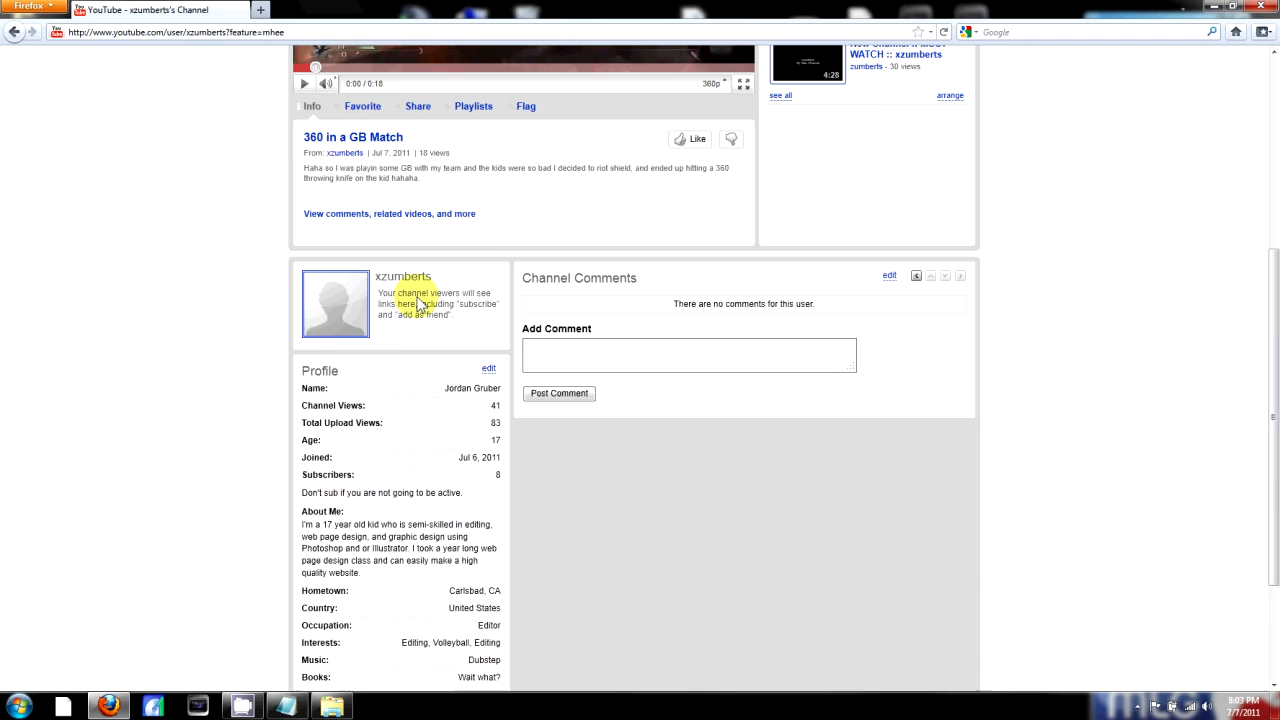 Firefox
YouTube - xzumberts's Channel
http://www.youtube.com/user/xzumberts?feature=mhee
Google
WATCH :: xzumberts
zumberts - 30 views
4:28
0:00 / 0:18
360p
see all
arrange
Info
Favorite
Share
Playlists
Flag
360 in a GB Match
Like
From: xzumberts | Jul 7, 2011 | 18 views
Haha so I was playin some GB with my team and the kids were so bad I decided to riot shield, and ended up hitting a 360
throwing knife on the kid hahaha.
View comments, related videos, and more
xzumberts
Your channel viewers will see
links here, including "subscribe"
and "add as friend".
Channel Comments
edit
There are no comments for this user.
Add Comment
Post Comment
Profile
edit
Name: Jordan Gruber
Channel Views: 41
Total Upload Views: 83
Age: 17
Joined: Jul 6, 2011
Subscribers: 8
Don't sub if you are not going to be active.
About Me:
I'm a 17 year old kid who is semi-skilled in editing,
web page design, and graphic design using
Photoshop and or Illustrator. I took a year long web
page design class and can easily make a high
quality website.
Hometown: Carlsbad, CA
Country: United States
Occupation: Editor
Interests: Editing, Volleyball, Editing
Music: Dubstep
Books: Wait what?
8:03 PM
7/7/2011